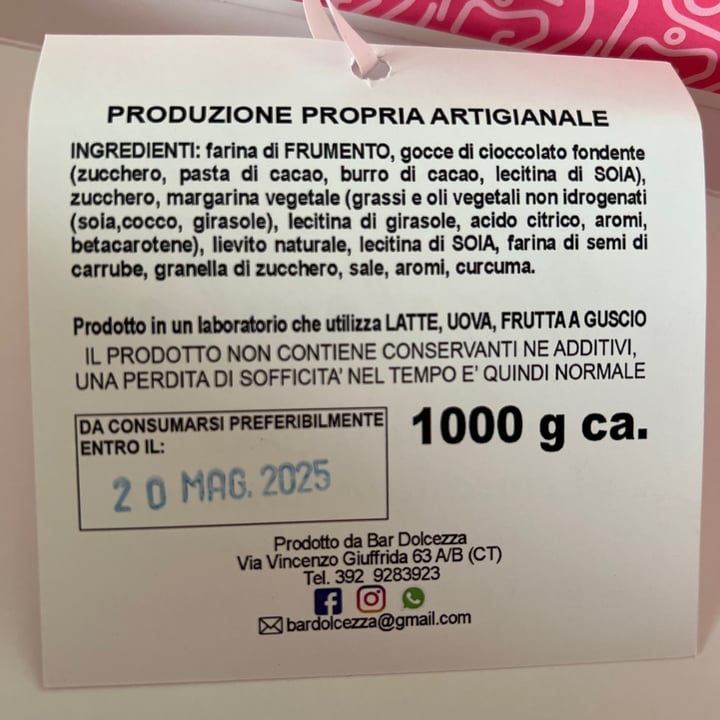 PRODUZIONE PROPRIA ARTIGIANALE
INGREDIENTI: farina di FRUMENTO, gocce di cioccolato fondente
(zucchero, pasta di cacao, burro di cacao, lecitina di SOIA),
zucchero, margarina vegetale (grassi e oli vegetali non idrogenati
(soia,cocco, girasole), lecitina di girasole, acido citrico, aromi,
betacarotene), lievito naturale, lecitina di SOIA, farina di semi di
carrube, granella di zucchero, sale, aromi, curcuma.
Prodotto in un laboratorio che utilizza LATTE, UOVA, FRUTTA A GUSCIO
IL PRODOTTO NON CONTIENE CONSERVANTI NE ADDITIVI,
UNA PERDITA DI SOFFICITA' NEL TEMPO E' QUINDI NORMALE
DA CONSUMARSI PREFERIBILMENTE
ENTRO IL:
20 MAG. 2025
1000 g ca.
Prodotto da Bar Dolcezza
Via Vincenzo Giuffrida 63 A/B (CT)
Tel. 392 9283923
bardolcezza@gmail.com